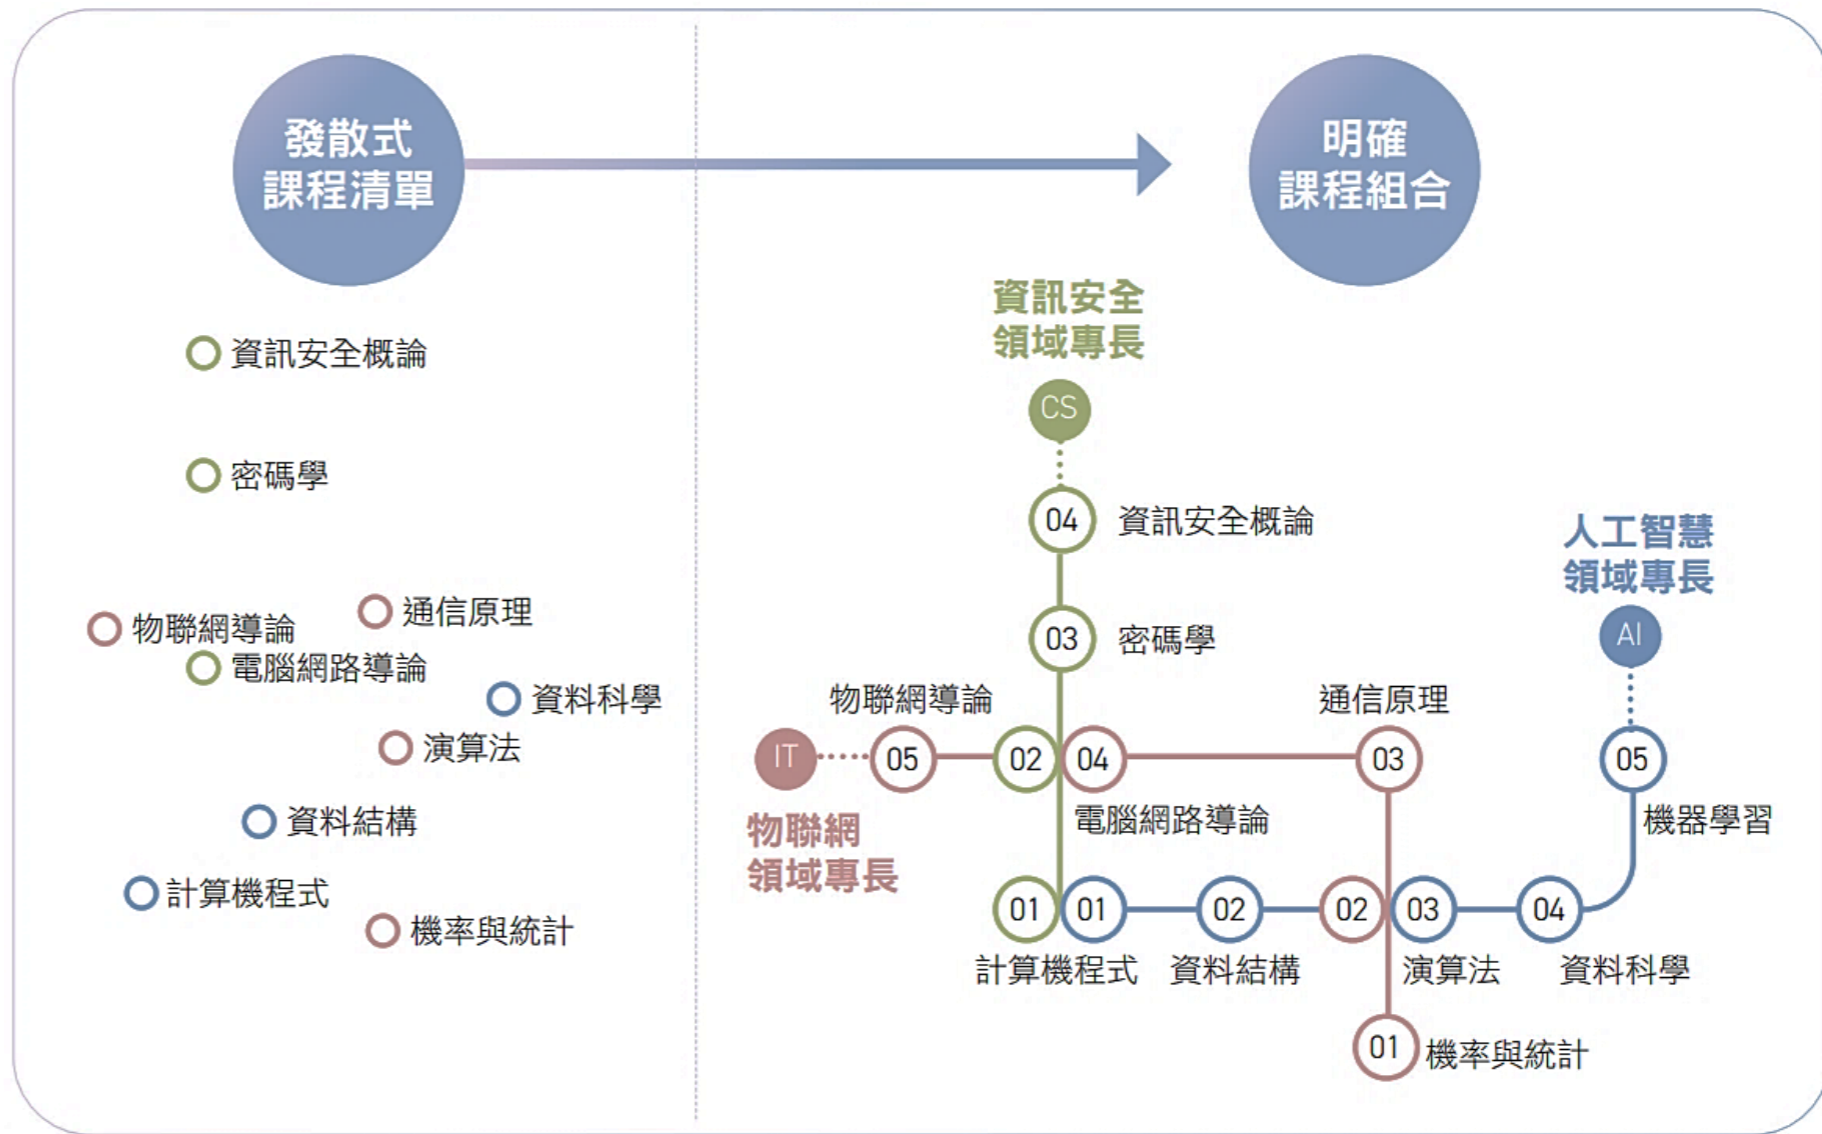 發散式
課程清單
明確
課程組合
資訊安全概論
密碼學
物聯網導論
通信原理
電腦網路導論
資料科學
演算法
資料結構
計算機程式
機率與統計
資訊安全
領域專長
CS
04 資訊安全概論
03 密碼學
人工智慧
領域專長
AI
物聯網導論
通信原理
IT 05 02 04 03 05
物聯網
領域專長
電腦網路導論
機器學習
01 01 02 02 03 04
計算機程式 資料結構 演算法 資料科學
01 機率與統計